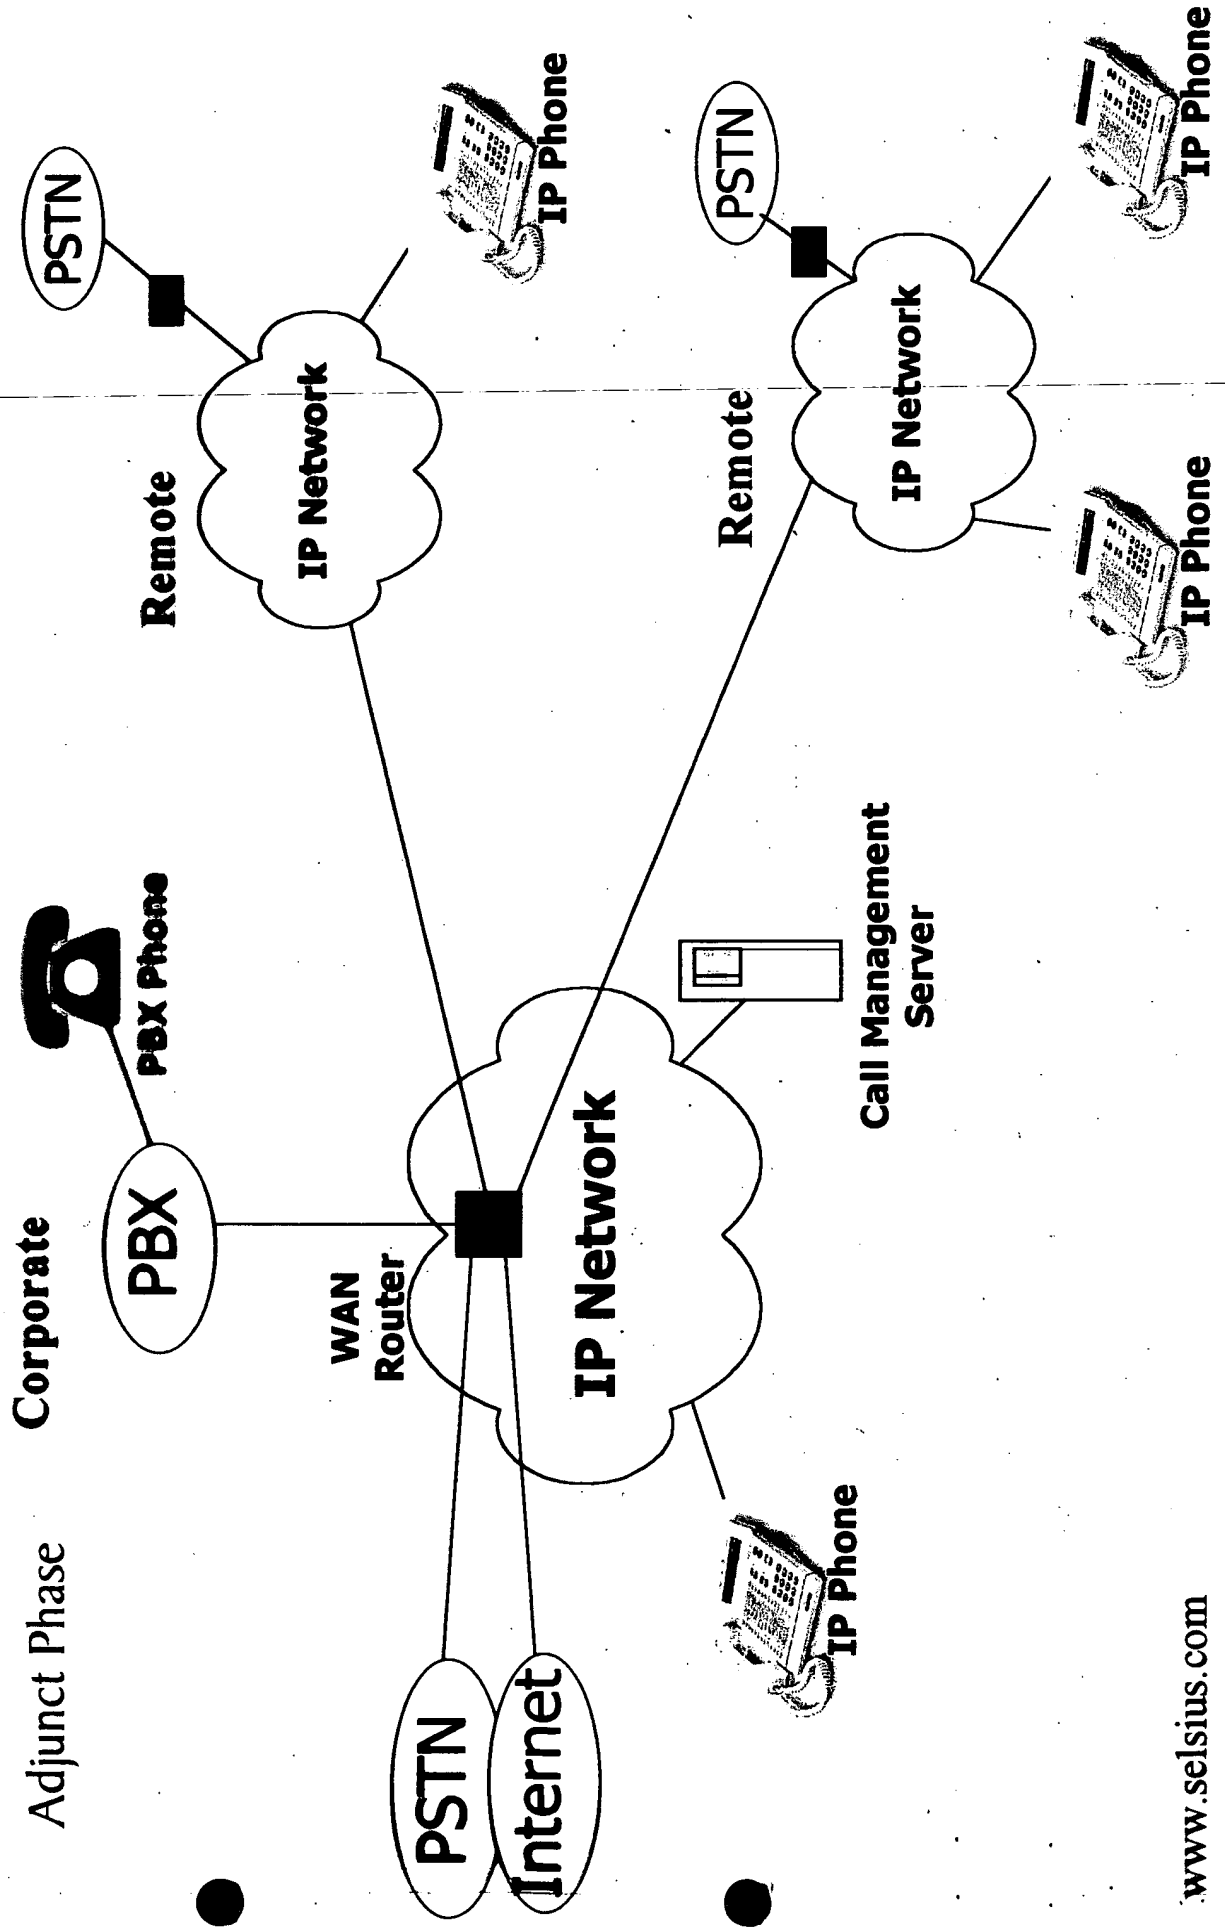 Adjunct Phase
Corporate
PBX
PBX Phone
Remote
IP Network
PSTN
IP Phone
PSTN
Internet
WAN
Router
IP Network
IP Phone
Call Management
Server
Remote
IP Network
PSTN
IP Phone
IP Phone
www.selsius.com